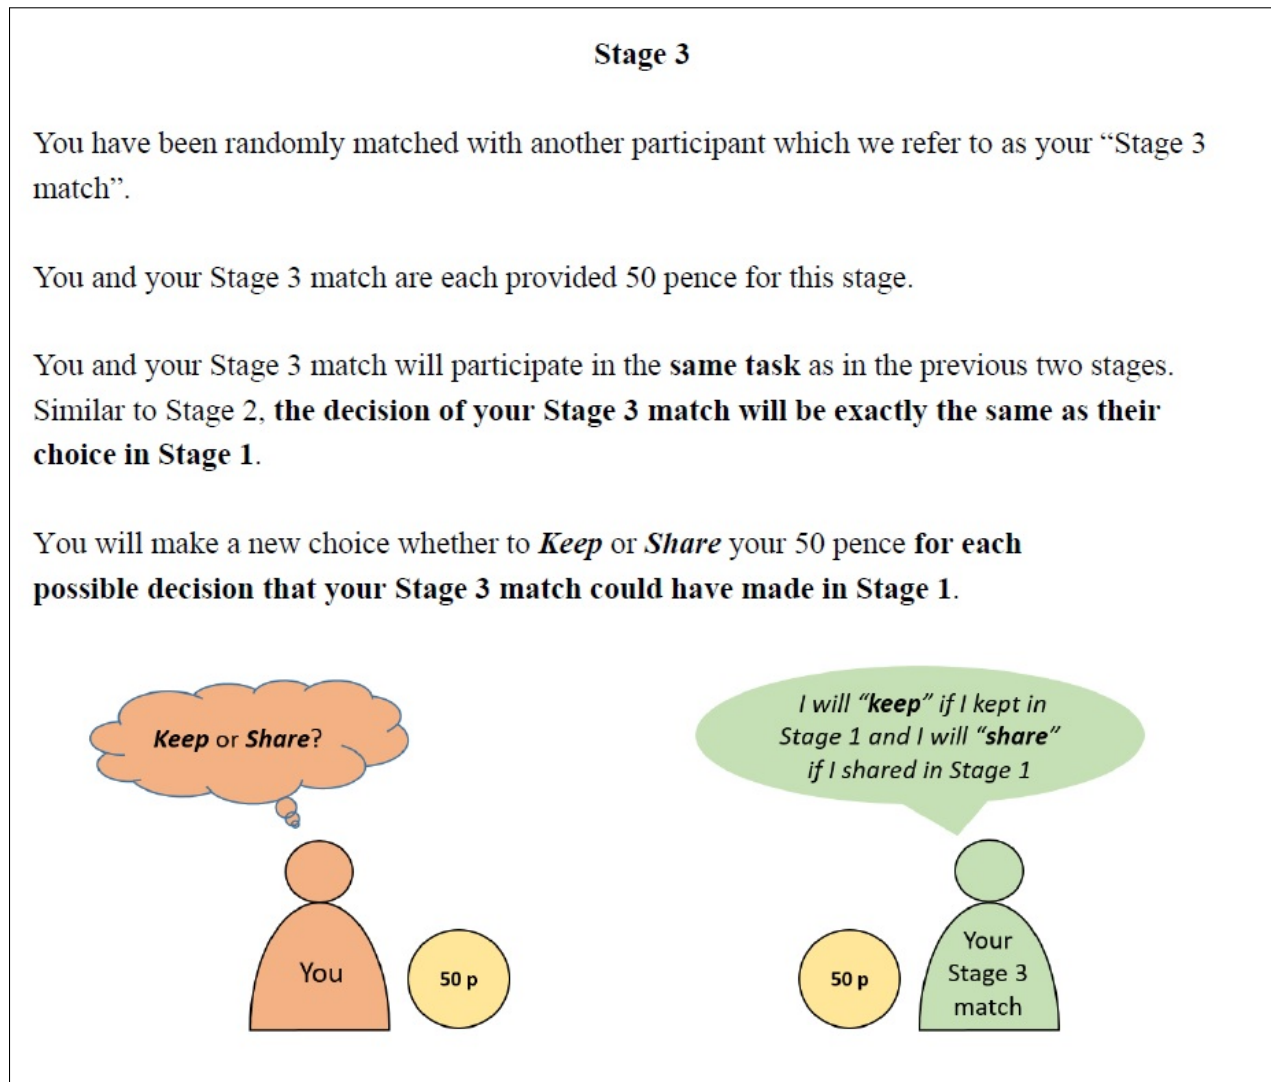 Stage 3
You have been randomly matched with another participant which we refer to as your “Stage 3
match”.
You and your Stage 3 match are each provided 50 pence for this stage.
You and your Stage 3 match will participate in the same task as in the previous two stages.
Similar to Stage 2, the decision of your Stage 3 match will be exactly the same as their
choice in Stage 1.
You will make a new choice whether to Keep or Share your 50 pence for each
possible decision that your Stage 3 match could have made in Stage 1.
Keep or Share?
I will “keep” if I kept in
Stage 1 and I will “share”
if I shared in Stage 1
You
50 p
50 p
Your
Stage 3
match